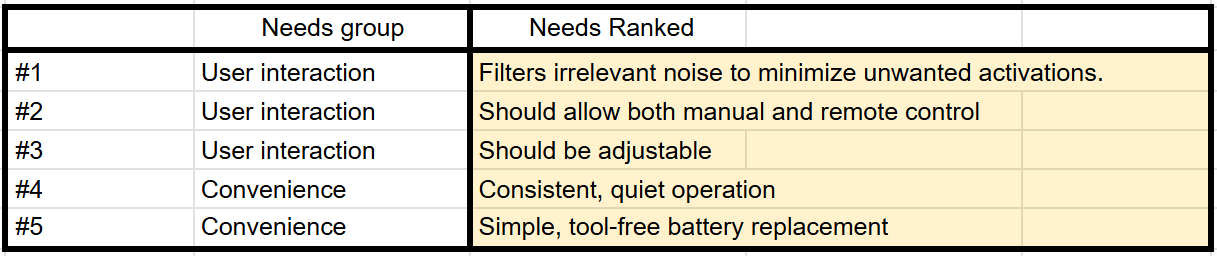 Needs group Needs Ranked
#1 User interaction Filters irrelevant noise to minimize unwanted activations.
#2 User interaction Should allow both manual and remote control
#3 User interaction Should be adjustable
#4 Convenience Consistent, quiet operation
#5 Convenience Simple, tool-free battery replacement